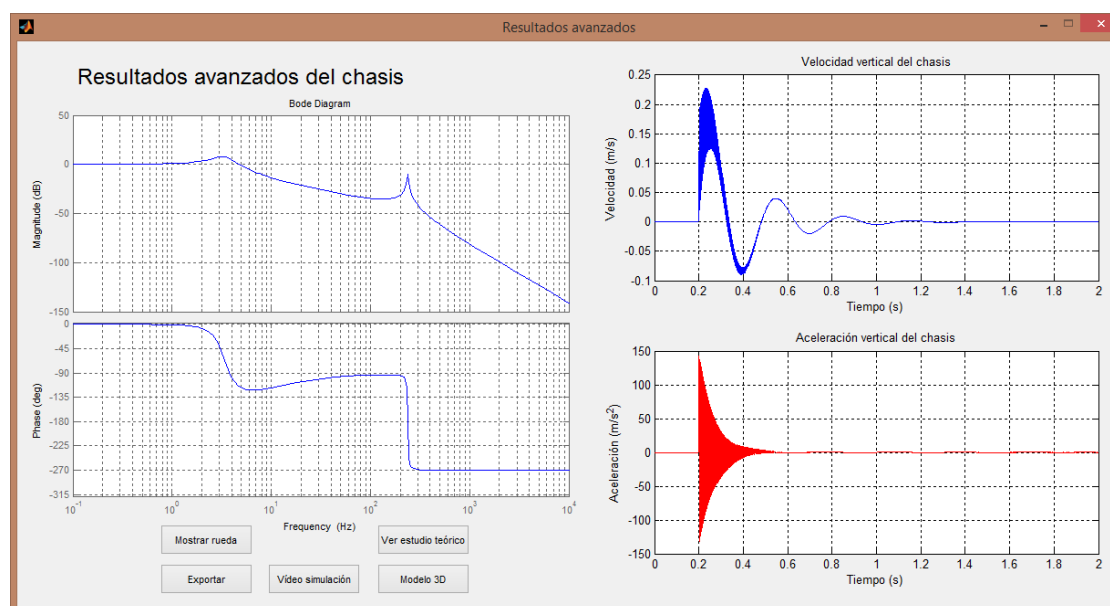 Resultados avanzados
Resultados avanzados del chasis
Bode Diagram
Magnitude (dB)
50
0
-50
-100
-150
Phase (deg)
0
-45
-90
-135
-180
-225
-270
-315
10^-1 10^0 10^1 10^2 10^3 10^4
Frequency (Hz)
Mostrar rueda
Ver estudio teórico
Exportar
Vídeo simulación
Modelo 3D
Velocidad vertical del chasis
Velocidad (m/s)
0.25
0.2
0.15
0.1
0.05
0
-0.05
-0.1
0 0.2 0.4 0.6 0.8 1 1.2 1.4 1.6 1.8 2
Tiempo (s)
Aceleración vertical del chasis
Aceleración (m/s²)
150
100
50
0
-50
-100
-150
0 0.2 0.4 0.6 0.8 1 1.2 1.4 1.6 1.8 2
Tiempo (s)